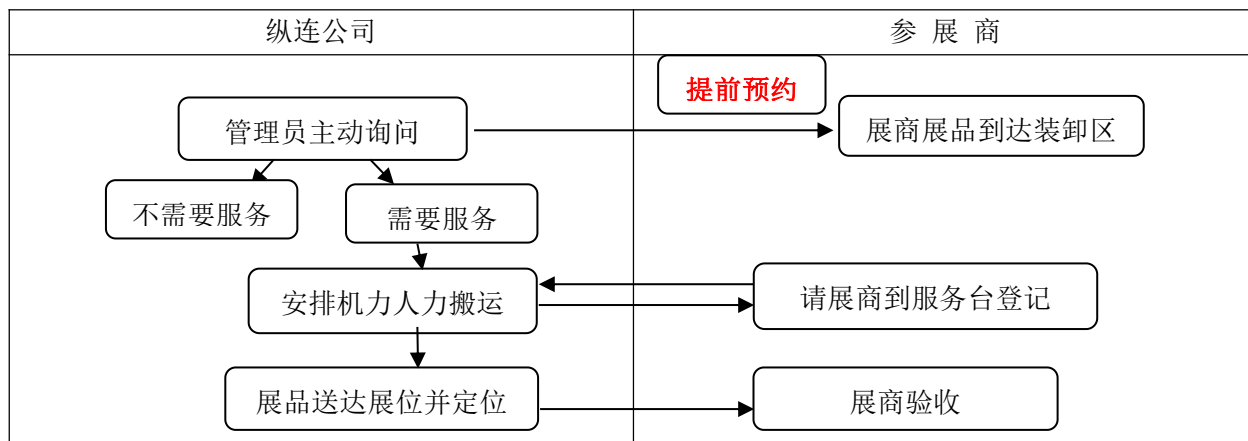 纵连公司
参 展 商
提前预约
管理员主动询问
展商展品到达装卸区
不需要服务
需要服务
安排机力人力搬运
请展商到服务台登记
展品送达展位并定位
展商验收